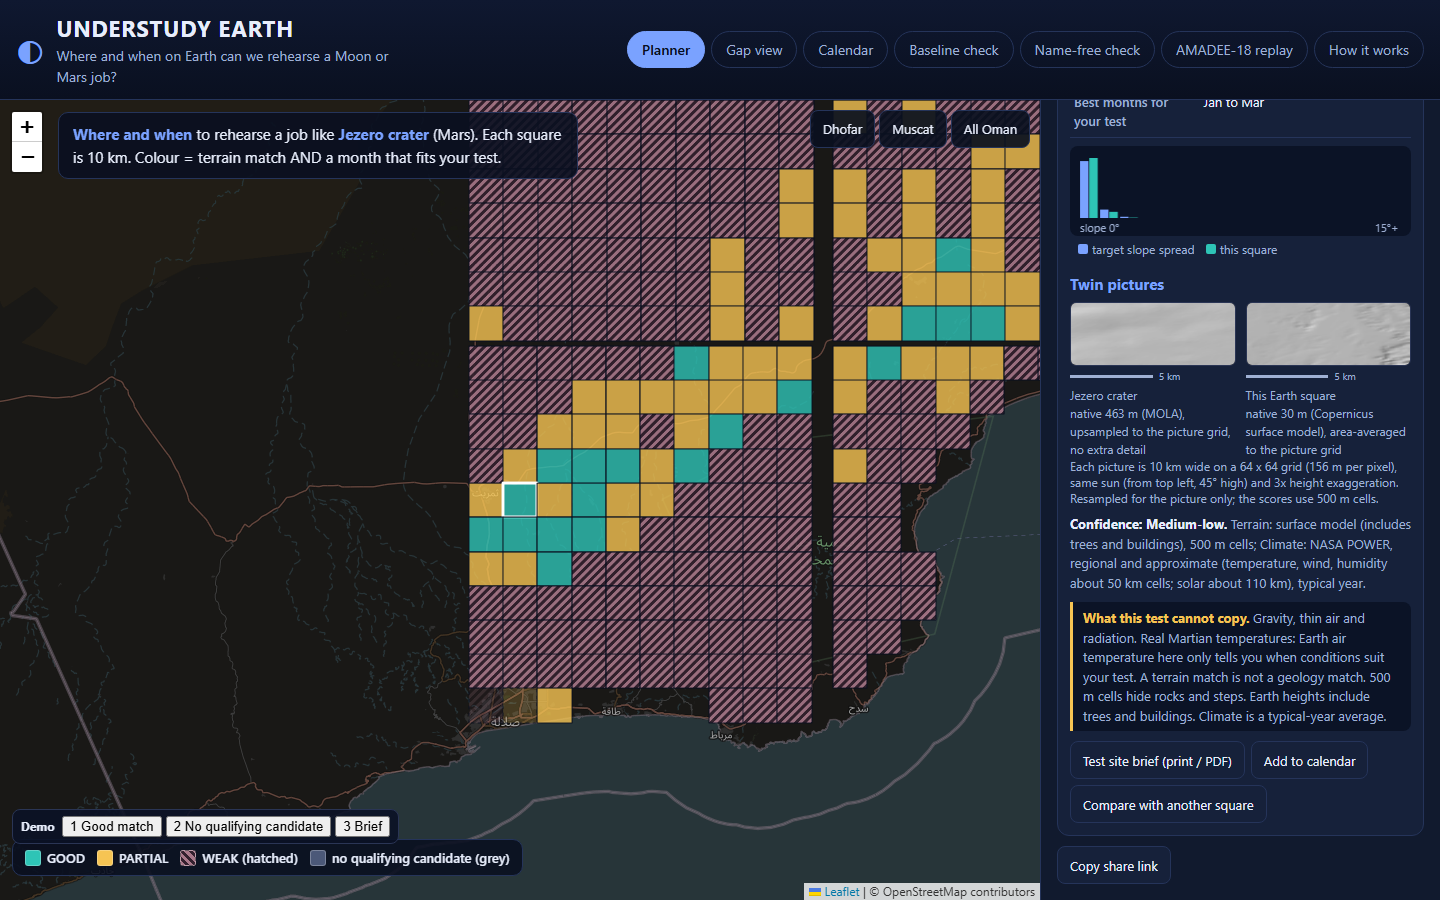 UNDERSTUDY EARTH
Where and when on Earth can we rehearse a Moon or
Mars job?
Planner
Gap view
Calendar
Baseline check
Name-free check
AMADEE-18 replay
How it works
+
−
Where and when to rehearse a job like Jezero crater (Mars). Each square
is 10 km. Colour = terrain match AND a month that fits your test.
Dhofar
Muscat
All Oman
صلالة
طاقة
مرباط
سدح
Demo
1 Good match
2 No qualifying candidate
3 Brief
GOOD
PARTIAL
WEAK (hatched)
no qualifying candidate (grey)
Leaflet | © OpenStreetMap contributors
Best months for
your test
Jan to Mar
slope 0°
15°+
target slope spread
this square
Twin pictures
5 km
5 km
Jezero crater
native 463 m (MOLA),
upsampled to the picture grid,
no extra detail
This Earth square
native 30 m (Copernicus
surface model), area-averaged
to the picture grid
Each picture is 10 km wide on a 64 x 64 grid (156 m per pixel),
same sun (from top left, 45° high) and 3x height exaggeration.
Resampled for the picture only; the scores use 500 m cells.
Confidence: Medium-low. Terrain: surface model (includes
trees and buildings), 500 m cells; Climate: NASA POWER,
regional and approximate (temperature, wind, humidity
about 50 km cells; solar about 110 km), typical year.
What this test cannot copy. Gravity, thin air and
radiation. Real Martian temperatures: Earth air
temperature here only tells you when conditions suit
your test. A terrain match is not a geology match. 500
m cells hide rocks and steps. Earth heights include
trees and buildings. Climate is a typical-year average.
Test site brief (print / PDF)
Add to calendar
Compare with another square
Copy share link